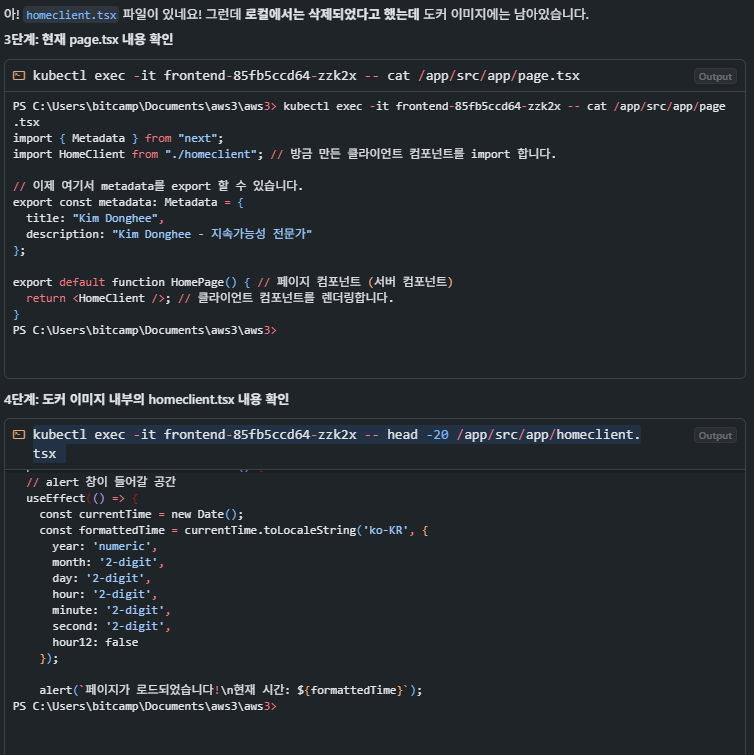 아! homeclient.tsx 파일이 있네요! 그런데 로컬에서는 삭제되었다고 했는데 도커 이미지에는 남아있습니다.
3단계: 현재 page.tsx 내용 확인
kubectl exec -it frontend-85fb5ccd64-zzk2x -- cat /app/src/app/page.tsx
Output
PS C:\Users\bitcamp\Documents\aws3\aws3> kubectl exec -it frontend-85fb5ccd64-zzk2x -- cat /app/src/app/page
.tsx
import { Metadata } from "next";
import HomeClient from "./homeclient"; // 방금 만든 클라이언트 컴포넌트를 import 합니다.
// 이제 여기서 metadata를 export 할 수 있습니다.
export const metadata: Metadata = {
title: "Kim Donghee",
description: "Kim Donghee - 지속가능성 전문가"
};
export default function HomePage() { // 페이지 컴포넌트 (서버 컴포넌트)
return <HomeClient />; // 클라이언트 컴포넌트를 렌더링합니다.
}
PS C:\Users\bitcamp\Documents\aws3\aws3>
4단계: 도커 이미지 내부의 homeclient.tsx 내용 확인
kubectl exec -it frontend-85fb5ccd64-zzk2x -- head -20 /app/src/app/homeclient.
tsx
Output
// alert 창이 들어갈 공간
useEffect(() => {
const currentTime = new Date();
const formattedTime = currentTime.toLocaleString('ko-KR', {
year: 'numeric',
month: '2-digit',
day: '2-digit',
hour: '2-digit',
minute: '2-digit',
second: '2-digit',
hour12: false
});
alert(`페이지가 로드되었습니다!\n현재 시간: ${formattedTime}`);
PS C:\Users\bitcamp\Documents\aws3\aws3>